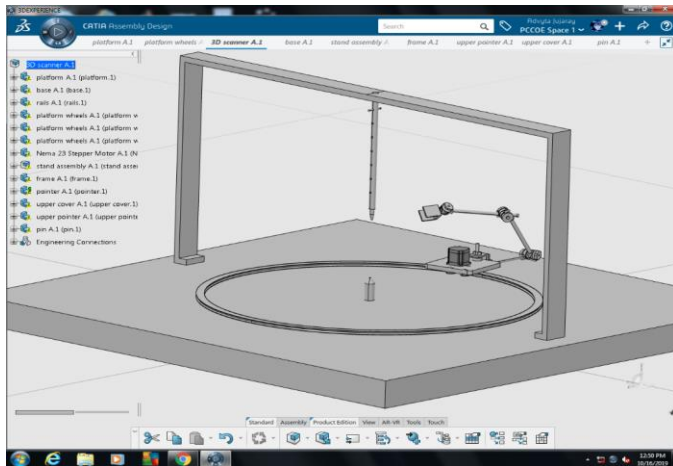 3DEXPERIENCE
CATIA Assembly Design
Search
PCCOE Space 1
platform A.1 platform wheels A 3D scanner A.1 base A.1 stand assembly A frame A.1 upper pointer A.1 upper cover A.1 pin A.1
3D scanner A.1
platform A.1 (platform.1)
base A.1 (base.1)
rails A.1 (rails.1)
platform wheels A.1 (platform w
platform wheels A.1 (platform w
platform wheels A.1 (platform w
Nema 23 Stepper Motor A.1 (N
stand assembly A.1 (stand asse
frame A.1 (frame.1)
pointer A.1 (pointer.1)
upper cover A.1 (upper cover.1)
upper pointer A.1 (upper pointe
pin A.1 (pin.1)
Engineering Connections
Standard Assembly Product Edition View AR-VR Tools Touch
12:50 PM
10/16/2019